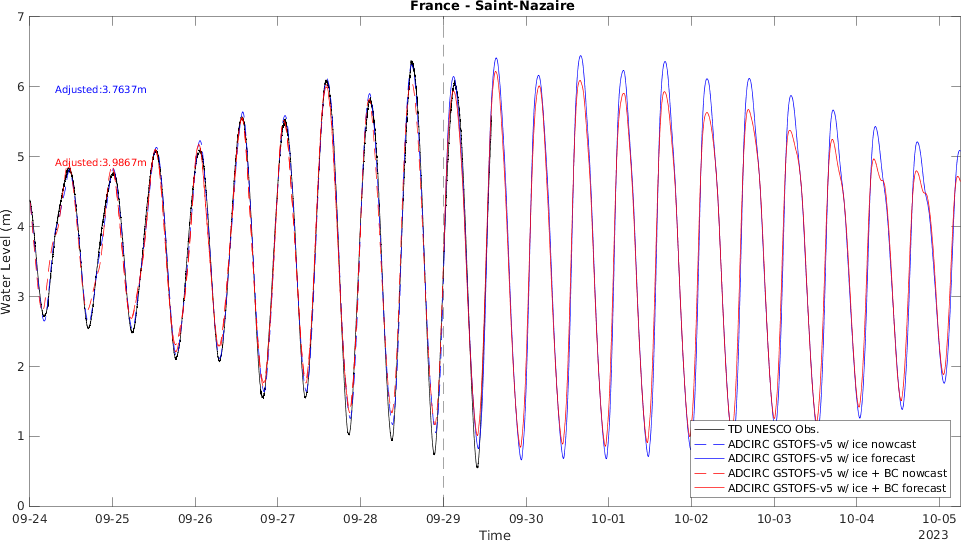 France - Saint-Nazaire
7
6
5
4
3
2
1
0
Water Level (m)
Adjusted:3.7637m
Adjusted:3.9867m
TD UNESCO Obs.
ADCIRC GSTOFS-v5 w/ ice nowcast
ADCIRC GSTOFS-v5 w/ ice forecast
ADCIRC GSTOFS-v5 w/ ice + BC nowcast
ADCIRC GSTOFS-v5 w/ ice + BC forecast
09-24 09-25 09-26 09-27 09-28 09-29 09-30 10-01 10-02 10-03 10-04 10-05
Time
2023